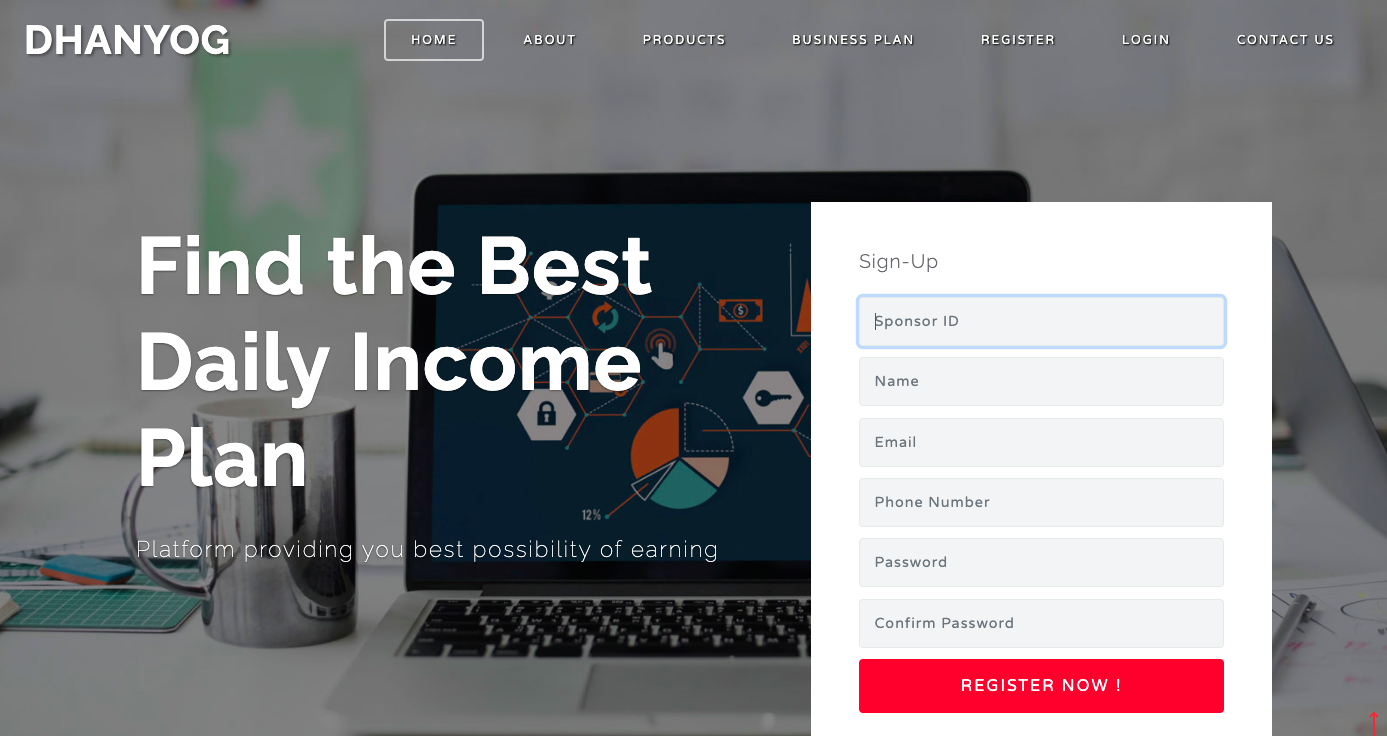 DHANYOG
HOME ABOUT PRODUCTS BUSINESS PLAN REGISTER LOGIN CONTACT US
Find the Best
Daily Income
Plan
Platform providing you best possibility of earning
12%
Sign-Up
Sponsor ID
Name
Email
Phone Number
Password
Confirm Password
REGISTER NOW !